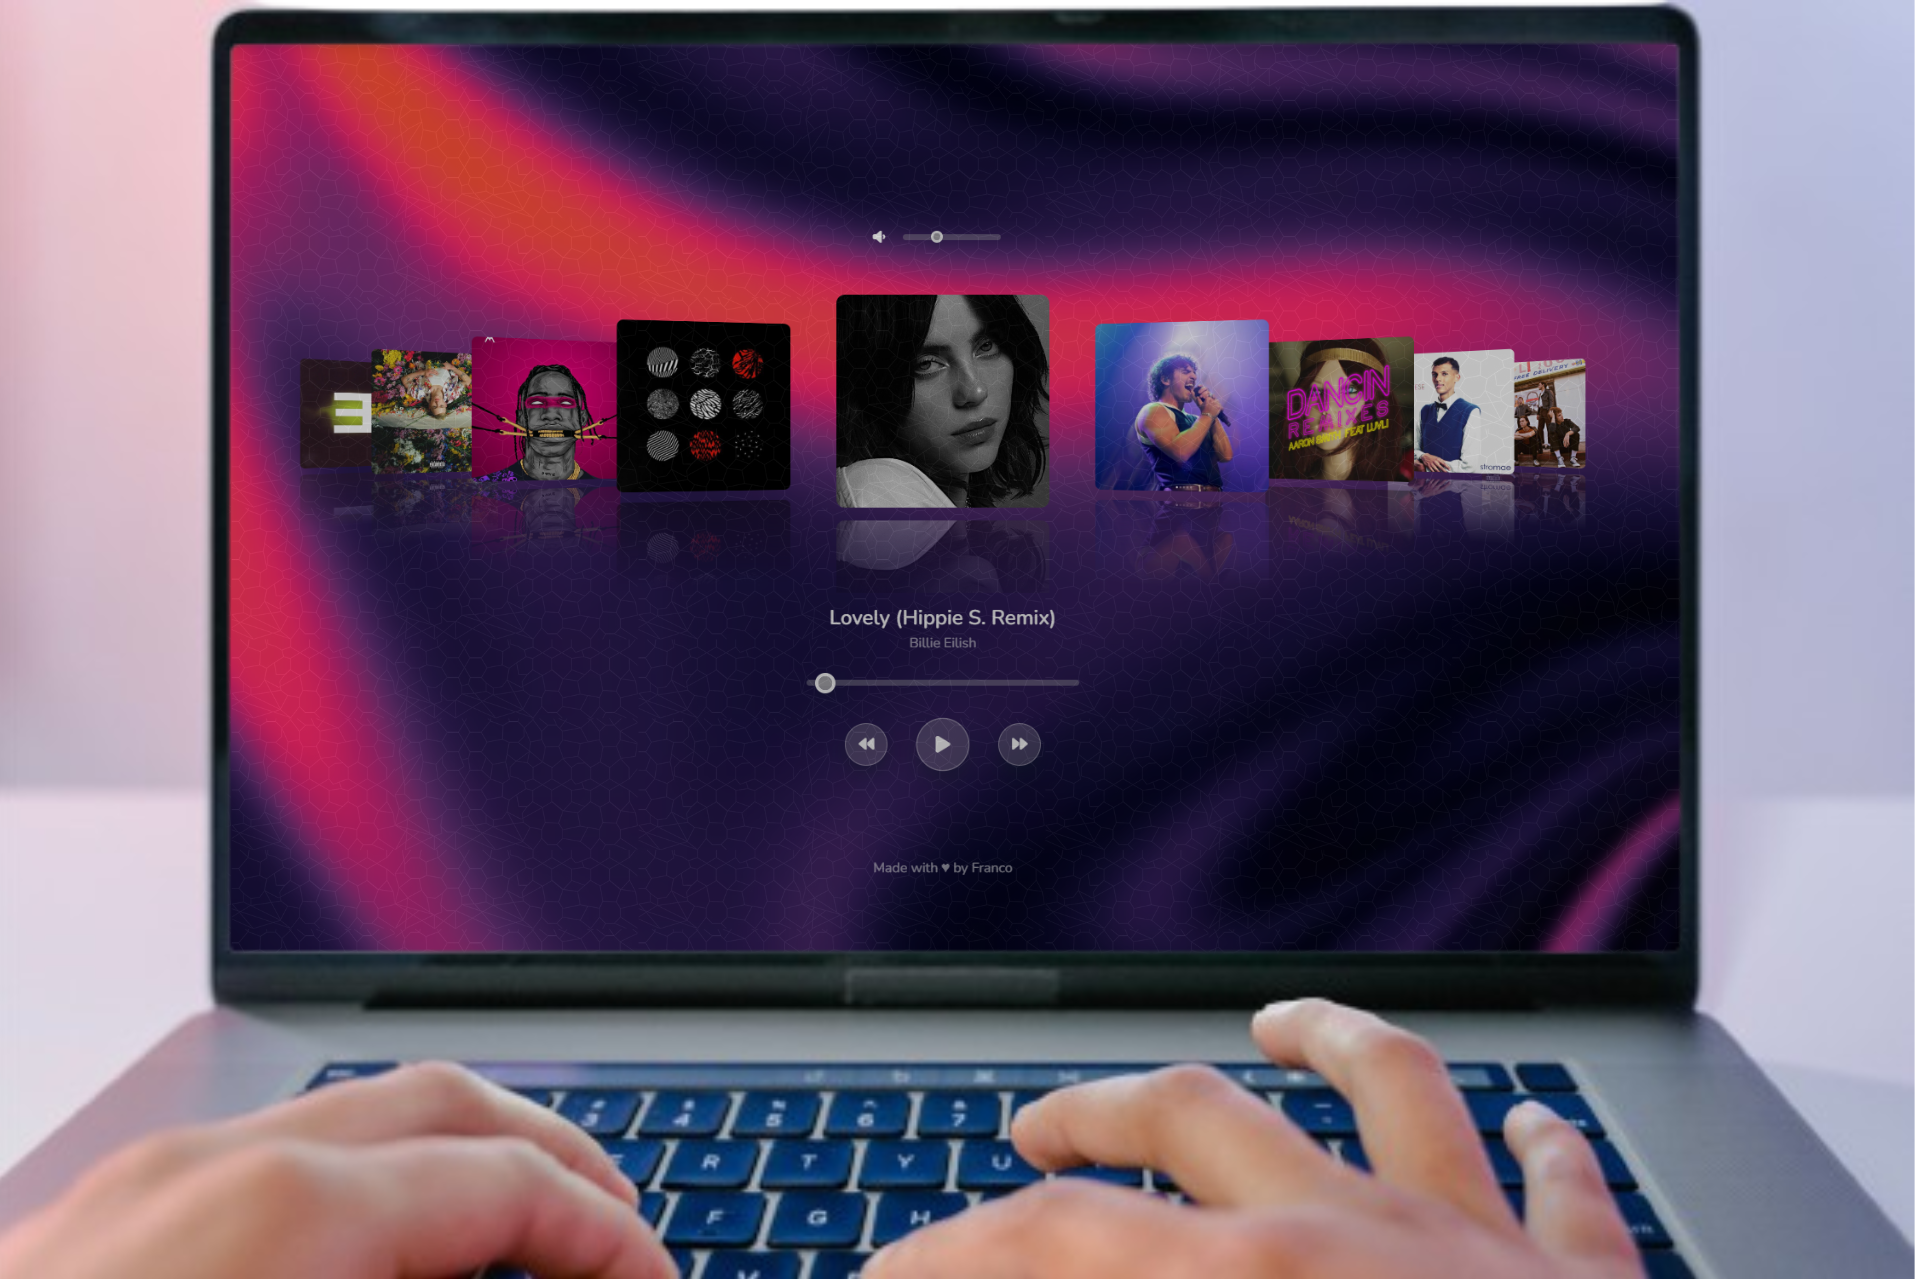 DANCIN
REMIXES
AARON SMITH FEAT LUVLI
stromae
Lovely (Hippie S. Remix)
Billie Eilish
Made with ♥ by Franco
# $ % ^ &
3 4 5 6 7
R T Y U
F G H
V